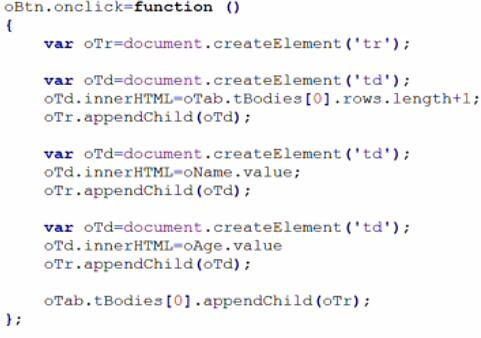 oBtn.onclick=function ()
{
    var oTr=document.createElement('tr');

    var oTd=document.createElement('td');
    oTd.innerHTML=oTab.tBodies[0].rows.length+1;
    oTr.appendChild(oTd);

    var oTd=document.createElement('td');
    oTd.innerHTML=oName.value;
    oTr.appendChild(oTd);

    var oTd=document.createElement('td');
    oTd.innerHTML=oAge.value
    oTr.appendChild(oTd);

    oTab.tBodies[0].appendChild(oTr);
};